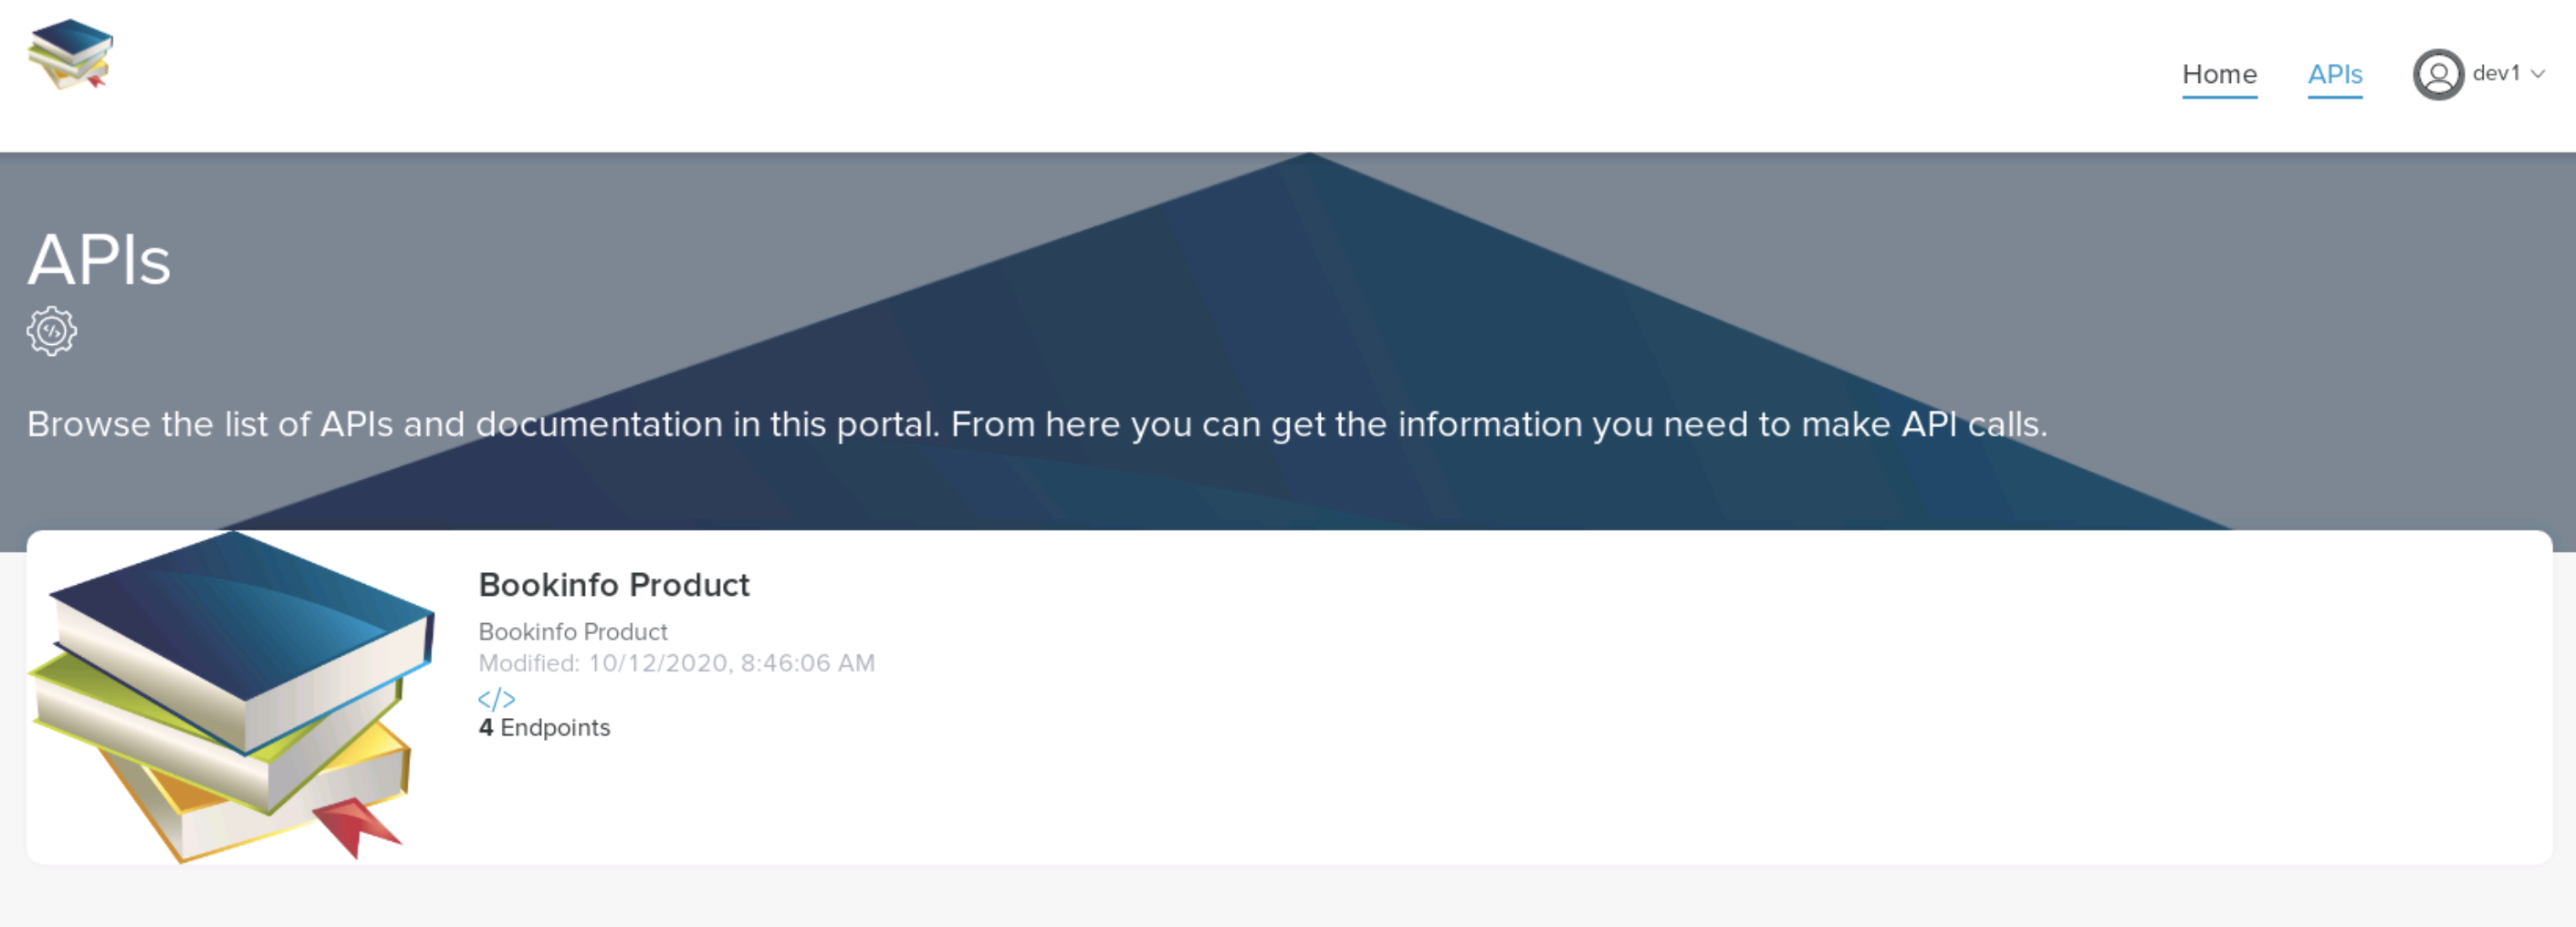 Home APIs dev1
APIs
Browse the list of APIs and documentation in this portal. From here you can get the information you need to make API calls.
Bookinfo Product
Bookinfo Product
Modified: 10/12/2020, 8:46:06 AM
</>
4 Endpoints